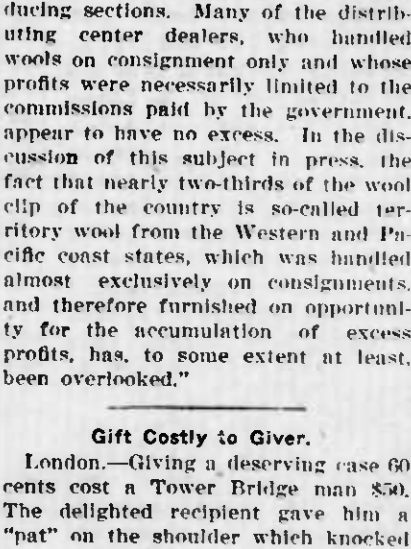 ducing sections. Many of the distrib-
uting center dealers, who handled
wools on consignment only and whose
profits were necessarily limited to the
commissions paid by the government,
appear to have no excess. In the dis-
cussion of this subject in press, the
fact that nearly two-thirds of the wool
clip of the country is so-called ter-
ritory wool from the Western and Pa-
cific coast states, which was handled
almost exclusively on consignments,
and therefore furnished on opportuni-
ty for the accumulation of excess
profits, has, to some extent at least,
been overlooked."
Gift Costly to Giver.
London.—Giving a deserving case 60
cents cost a Tower Bridge man $50.
The delighted recipient gave him a
"pat" on the shoulder which knocked